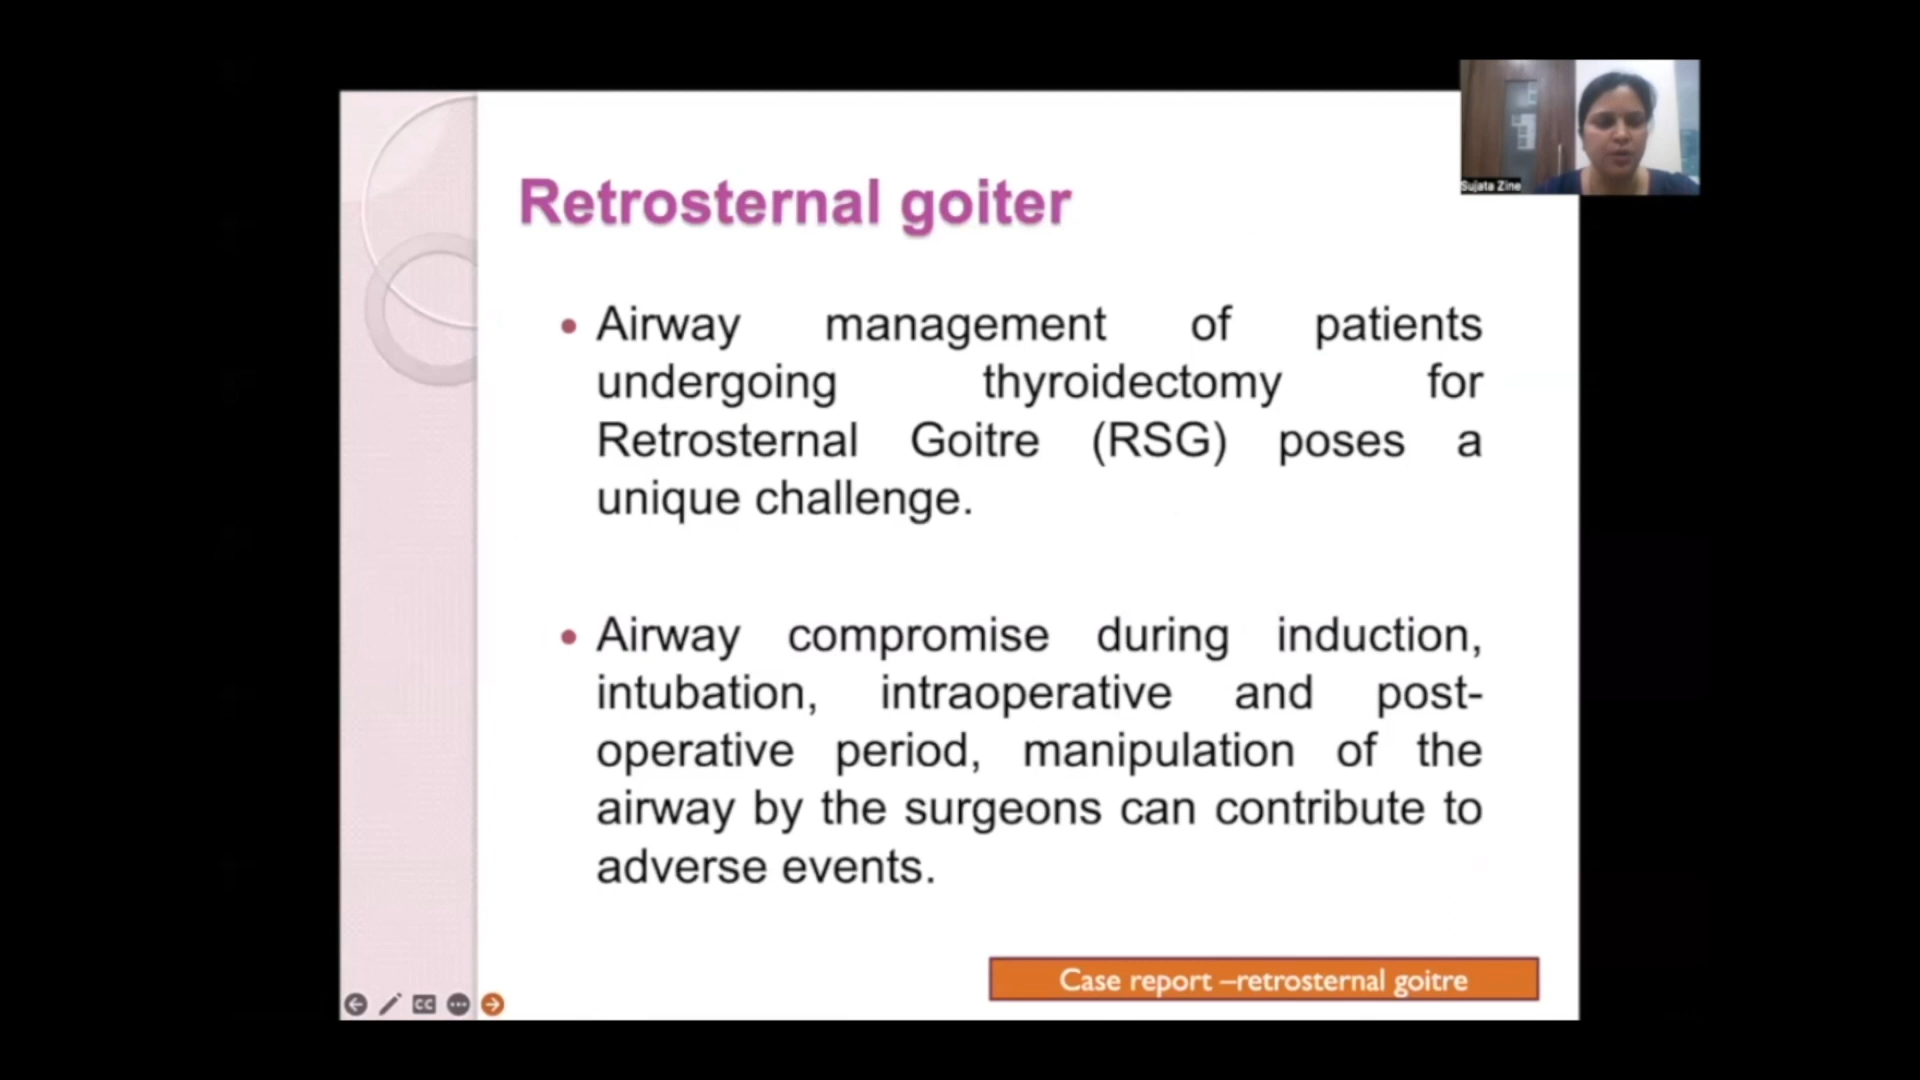 Sujata Zine
Retrosternal goiter
• Airway management of patients
undergoing thyroidectomy for
Retrosternal Goitre (RSG) poses a
unique challenge.
• Airway compromise during induction,
intubation, intraoperative and post-
operative period, manipulation of the
airway by the surgeons can contribute to
adverse events.
Case report –retrosternal goitre
CC